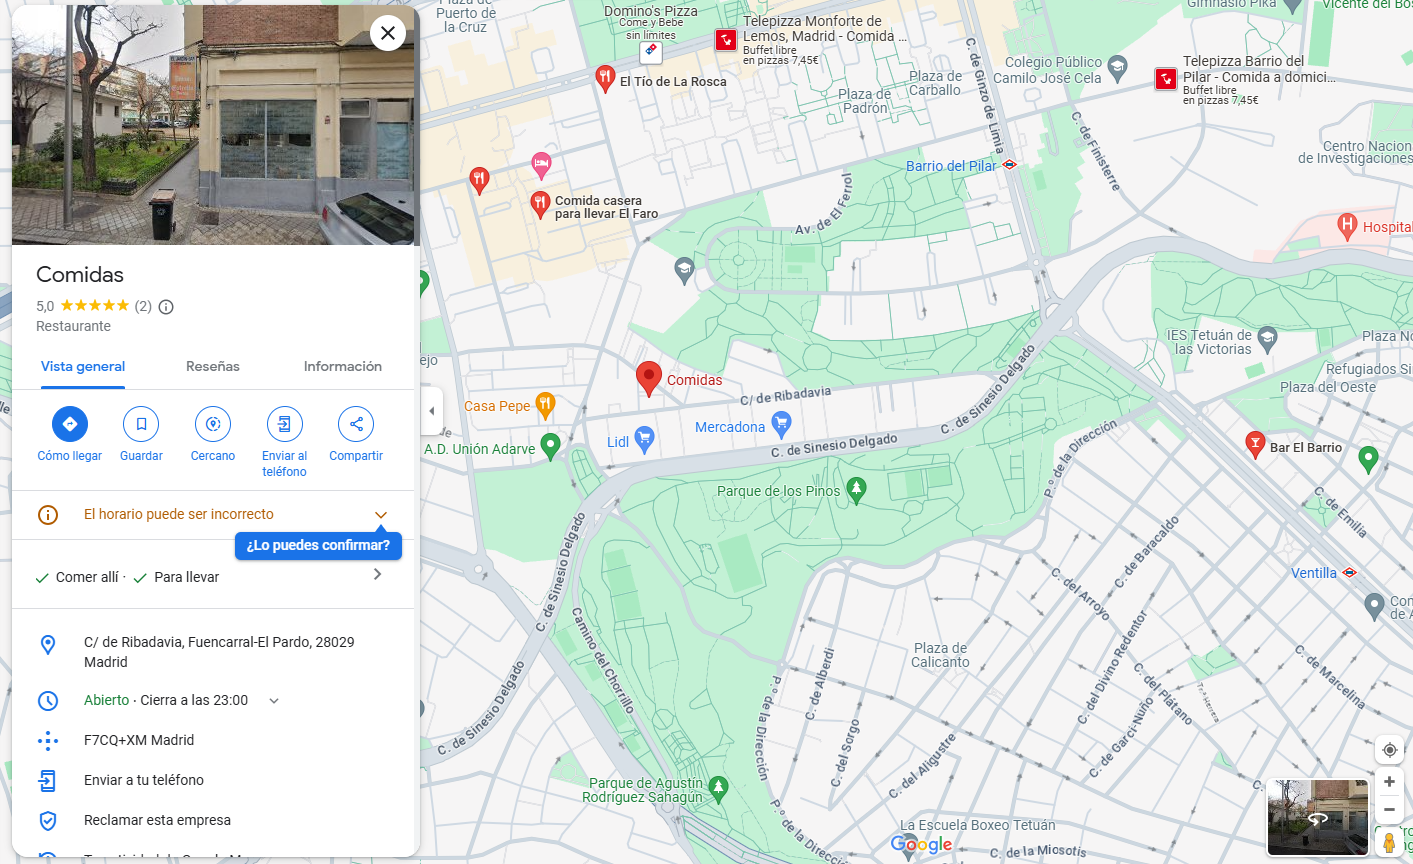 Comidas
5,0
(2)
Restaurante
Vista general
Reseñas
Información
Cómo llegar
Guardar
Cercano
Enviar al
teléfono
Compartir
El horario puede ser incorrecto
¿Lo puedes confirmar?
Comer allí · Para llevar
C/ de Ribadavia, Fuencarral-El Pardo, 28029
Madrid
Abierto · Cierra a las 23:00
F7CQ+XM Madrid
Enviar a tu teléfono
Reclamar esta empresa
Puerto de
la Cruz
Domino's Pizza
Come y Bebe
sin límites
Telepizza Monforte de
Lemos, Madrid - Comida ...
Buffet libre
en pizzas 7,45€
El Tío de La Rosca
Plaza de
Padrón
Plaza de
Carballo
C. de Ginzo de Limia
Gimnasio Pika
Vicente del Bos
Colegio Público
Camilo José Cela
Telepizza Barrio del
Pilar - Comida a domici...
Buffet libre
en pizzas 7,45€
C. de Finisterre
Centro Nacion
de Investigaciones
Barrio del Pilar
Comida casera
para llevar El Faro
Av. de El Ferrol
Hospital
IES Tetuán de
las Victorias
Plaza No
Refugiados Si
Plaza del Oeste
ejo
Comidas
C/ de Ribadavia
C. de Sinesio Delgado
Casa Pepe
Mercadona
Lidl
A.D. Unión Adarve
C. de Sinesio Delgado
P.º de la Dirección
Bar El Barrio
Parque de los Pinos
C. de Emilia
C. de Sinesio Delgado
C. de Baracaldo
Ventilla
C. del Arroyo
Camino del Chorrillo
C. del Divino Redentor
Plaza de
Calicanto
C. de Alberdi
C. de Marcelina
C. del Plátano
C. de Sinesio Delgado
P.º de la Dirección
C. del Sorgo
C. de Garci-Nuño
C. del Aligustre
Parque de Agustín
Rodríguez Sahagún
P.º de la Dirección
La Escuela Boxeo Tetuán
Google
C. de la Miosotis